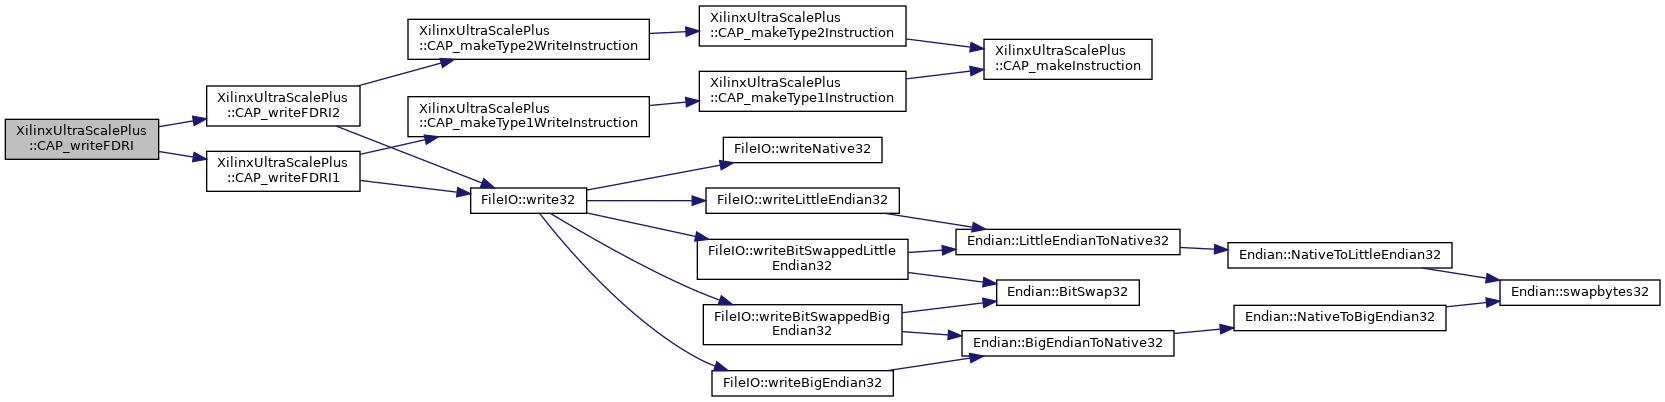 XilinxUltraScalePlus
::CAP_writeFDRI
XilinxUltraScalePlus
::CAP_writeFDRI2
XilinxUltraScalePlus
::CAP_writeFDRI1
XilinxUltraScalePlus
::CAP_makeType2WriteInstruction
XilinxUltraScalePlus
::CAP_makeType1WriteInstruction
FileIO::write32
XilinxUltraScalePlus
::CAP_makeType2Instruction
XilinxUltraScalePlus
::CAP_makeType1Instruction
XilinxUltraScalePlus
::CAP_makeInstruction
FileIO::writeNative32
FileIO::writeLittleEndian32
FileIO::writeBitSwappedLittle
Endian32
FileIO::writeBitSwappedBig
Endian32
FileIO::writeBigEndian32
Endian::LittleEndianToNative32
Endian::BitSwap32
Endian::BigEndianToNative32
Endian::NativeToLittleEndian32
Endian::NativeToBigEndian32
Endian::swapbytes32